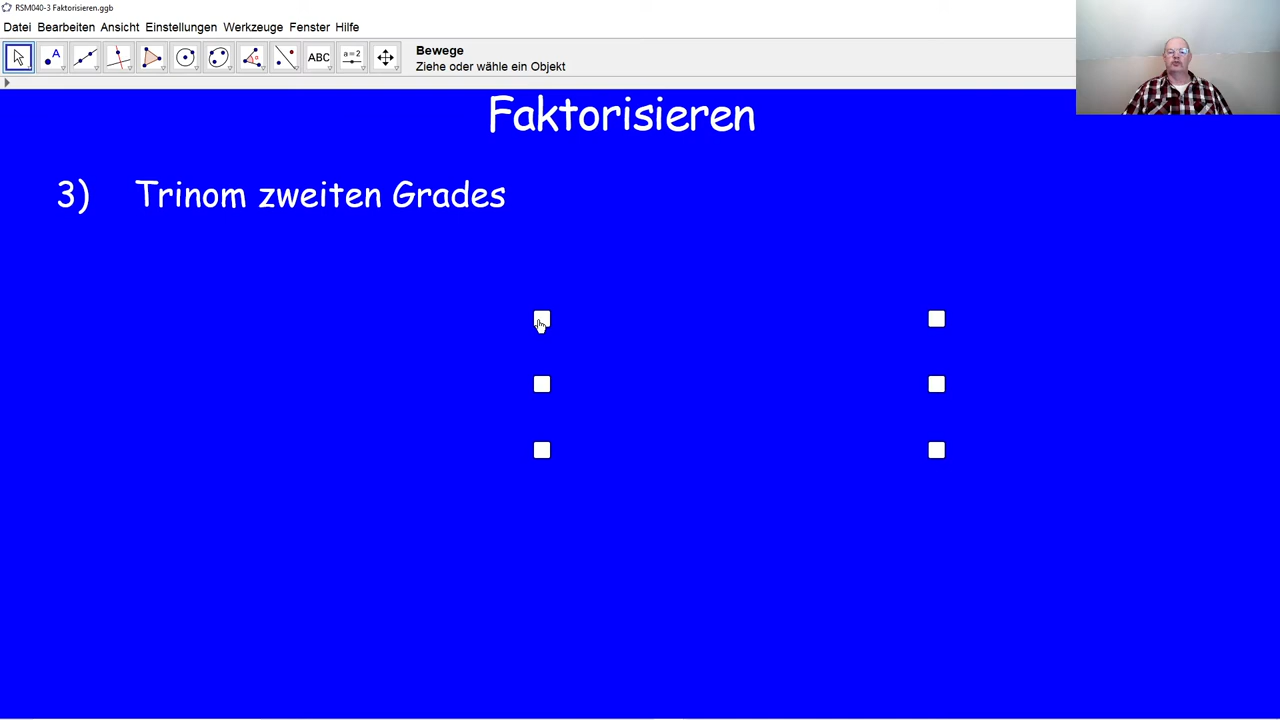 RSM040-3 Faktorisieren.ggb
Datei Bearbeiten Ansicht Einstellungen Werkzeuge Fenster Hilfe
A
ABC
a=2
Bewege
Ziehe oder wähle ein Objekt
Faktorisieren
3) Trinom zweiten Grades